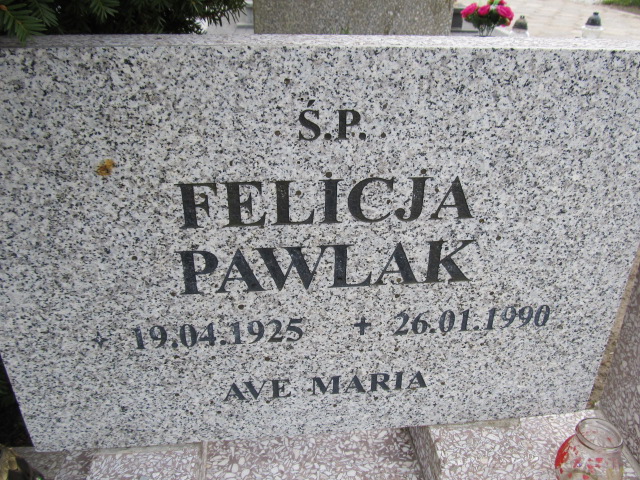 Ś.P.
FELICJA
PAWLAK
✦ 19.04.1925 + 26.01.1990
AVE MARIA